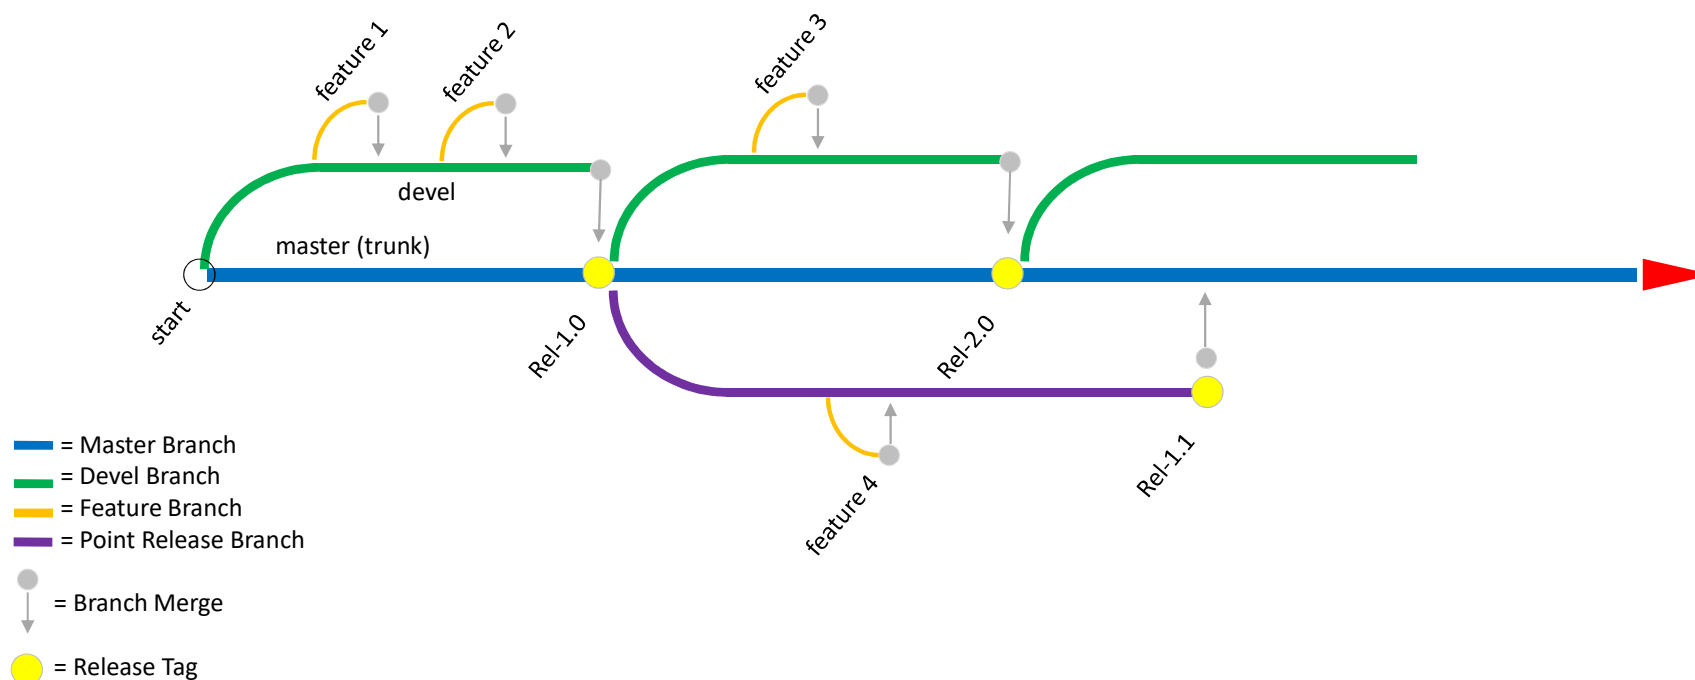 feature 1
feature 2
feature 3
devel
master (trunk)
start
Rel-1.0
Rel-2.0
Rel-1.1
feature 4
= Master Branch
= Devel Branch
= Feature Branch
= Point Release Branch
= Branch Merge
= Release Tag